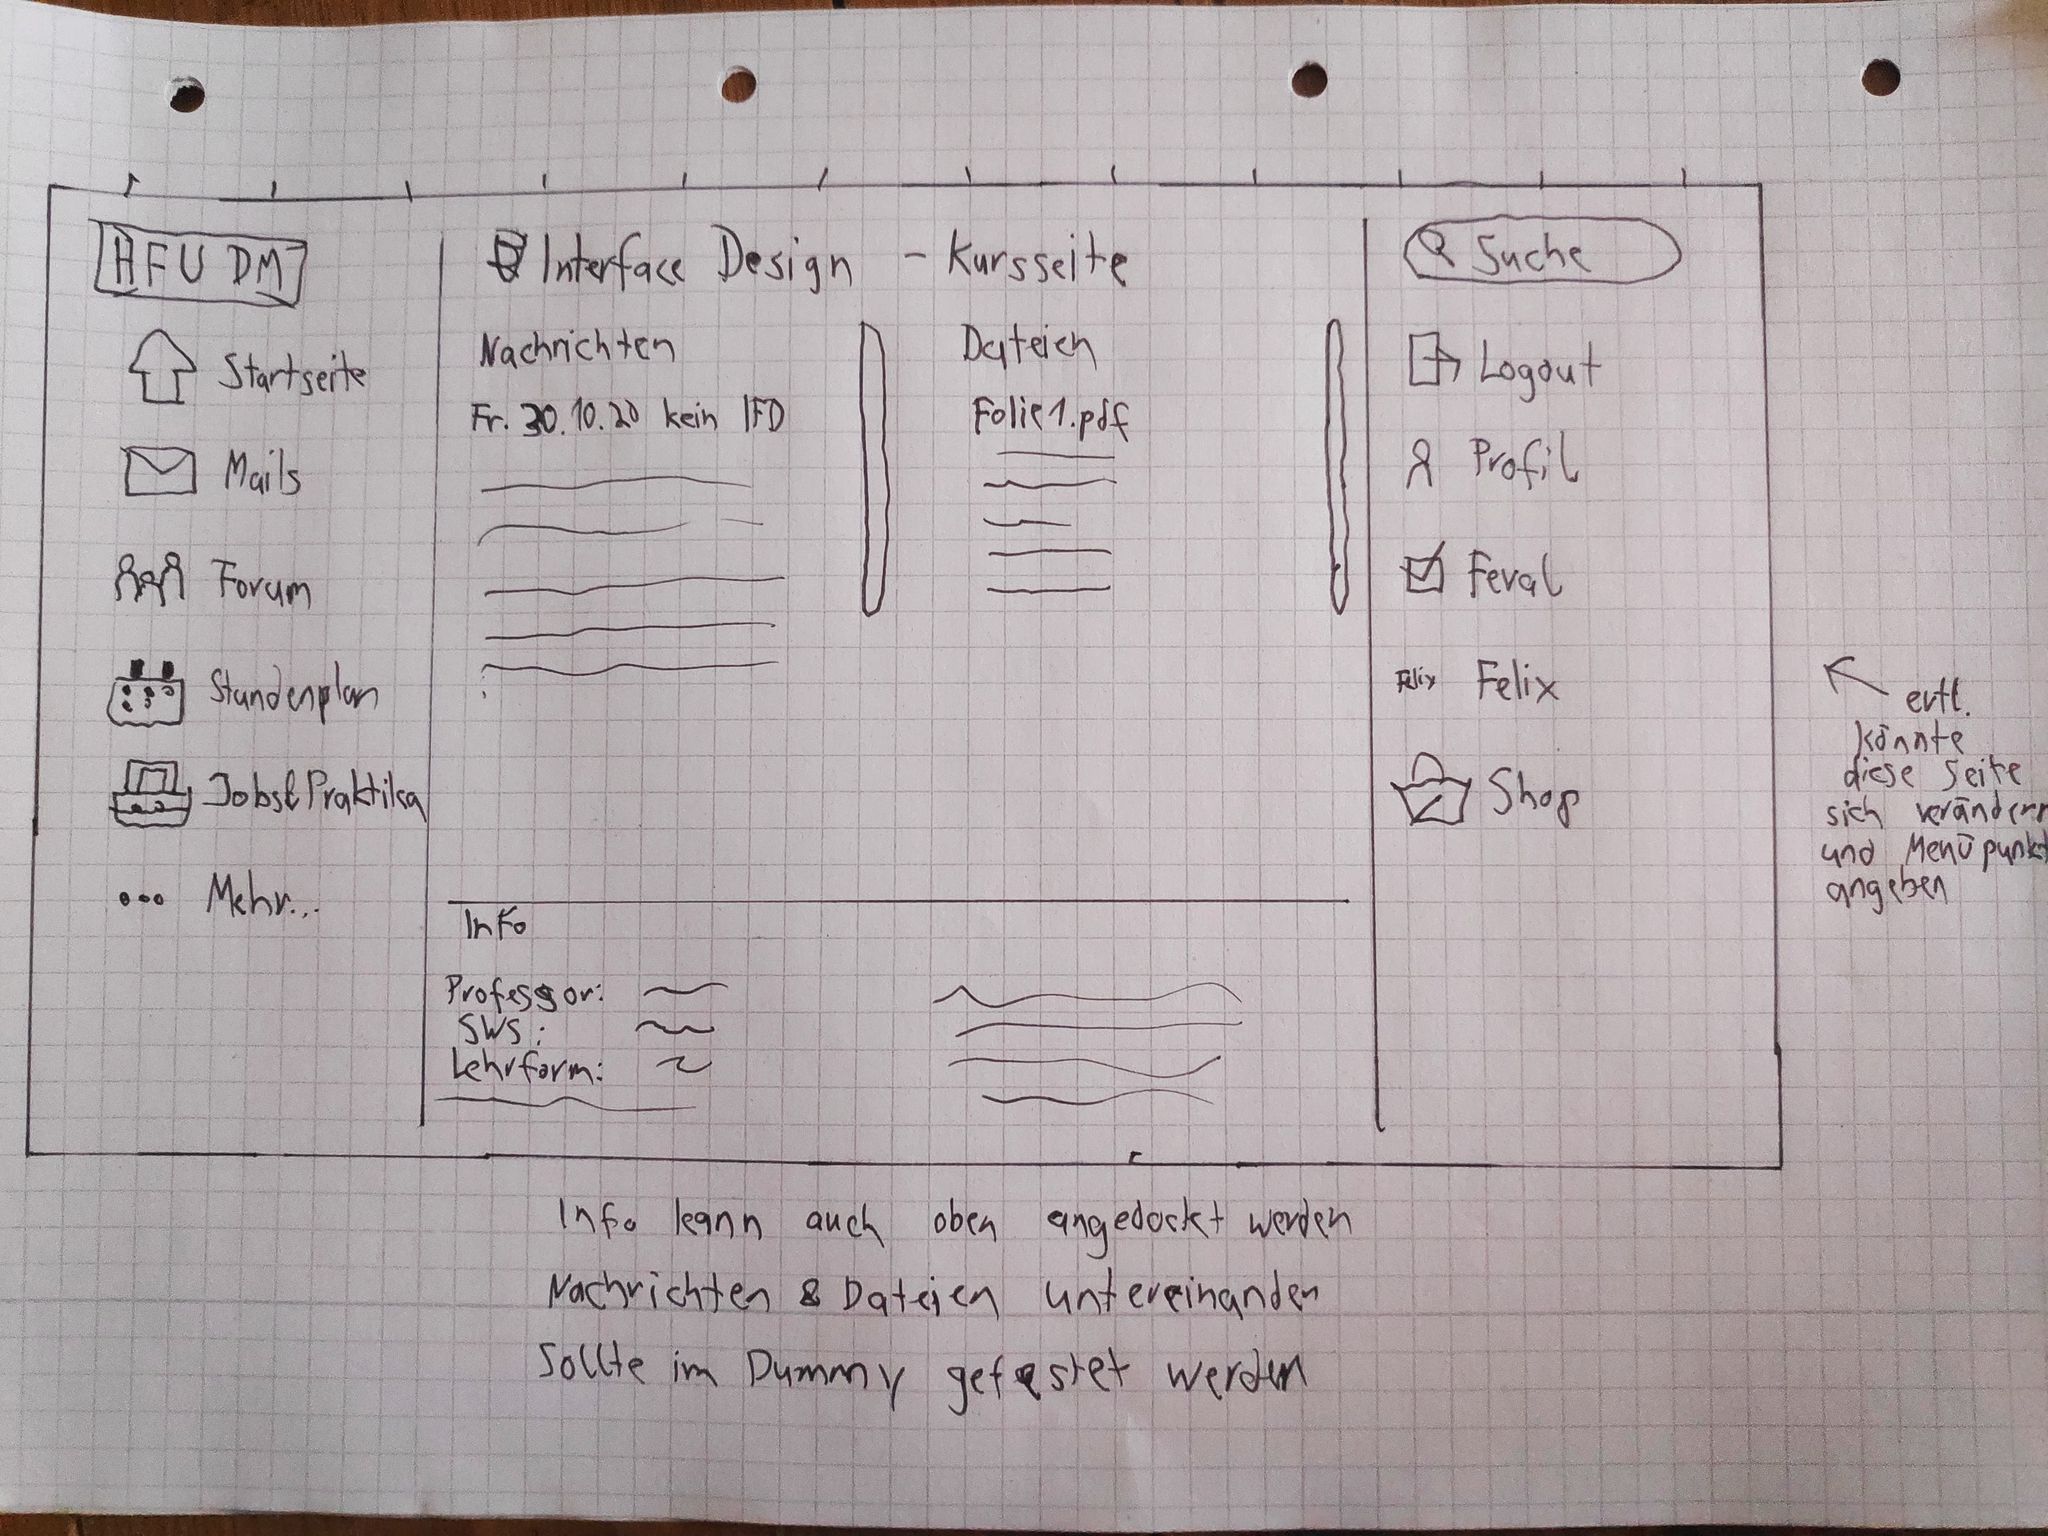 HFU DM
Startseite
Mails
Forum
Stundenplan
Jobs&Praktika
Mehr...
Interface Design - Kursseite
Nachrichten
Fr. 30.10.20 kein IFD
Dateien
Folie1.pdf
Info
Professor:
SWS:
Lehrform:
Suche
Logout
Profil
Feval
Felix Felix
Shop
evtl.
könnte
diese Seite
sich verändern
und Menüpunkt
angeben
Info kann auch oben angedockt werden
Nachrichten & Dateien untereinander
Sollte im Dummy getestet werden